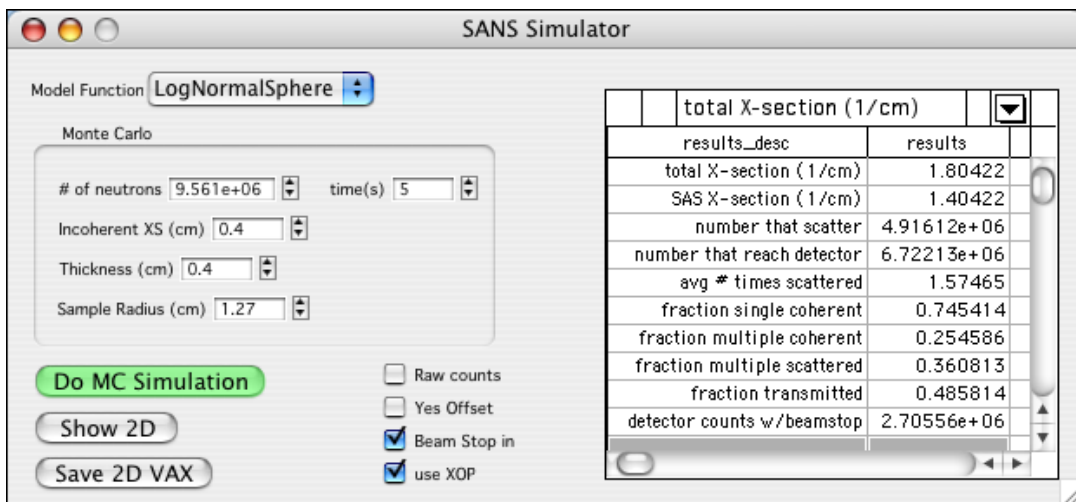 SANS Simulator
Model Function LogNormalSphere
Monte Carlo
# of neutrons 9.561e+06 time(s) 5
Incoherent XS (cm) 0.4
Thickness (cm) 0.4
Sample Radius (cm) 1.27
Do MC Simulation
Show 2D
Save 2D VAX
Raw counts
Yes Offset
Beam Stop in
use XOP
total X-section (1/cm)
results_desc results
total X-section (1/cm) 1.80422
SAS X-section (1/cm) 1.40422
number that scatter 4.91612e+06
number that reach detector 6.72213e+06
avg # times scattered 1.57465
fraction single coherent 0.745414
fraction multiple coherent 0.254586
fraction multiple scattered 0.360813
fraction transmitted 0.485814
detector counts w/beamstop 2.70556e+06